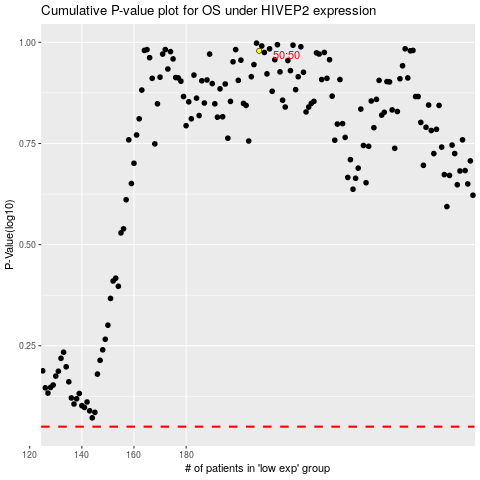 Cumulative P-value plot for OS under HIVEP2 expression
P-Value(log10)
1.00
0.75
0.50
0.25
50:50
120 140 160 180
# of patients in 'low exp' group